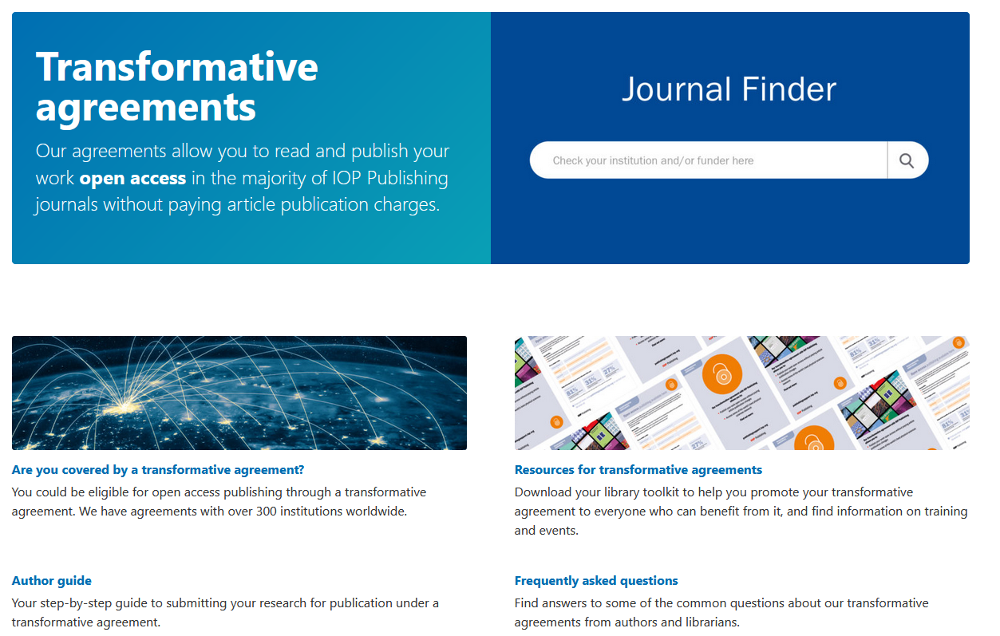 Transformative
agreements
Our agreements allow you to read and publish your
work open access in the majority of IOP Publishing
journals without paying article publication charges.
Journal Finder
Check your institution and/or funder here
Are you covered by a transformative agreement?
You could be eligible for open access publishing through a transformative
agreement. We have agreements with over 300 institutions worldwide.
Resources for transformative agreements
Download your library toolkit to help you promote your transformative
agreement to everyone who can benefit from it, and find information on training
and events.
Author guide
Your step-by-step guide to submitting your research for publication under a
transformative agreement.
Frequently asked questions
Find answers to some of the common questions about our transformative
agreements from authors and librarians.